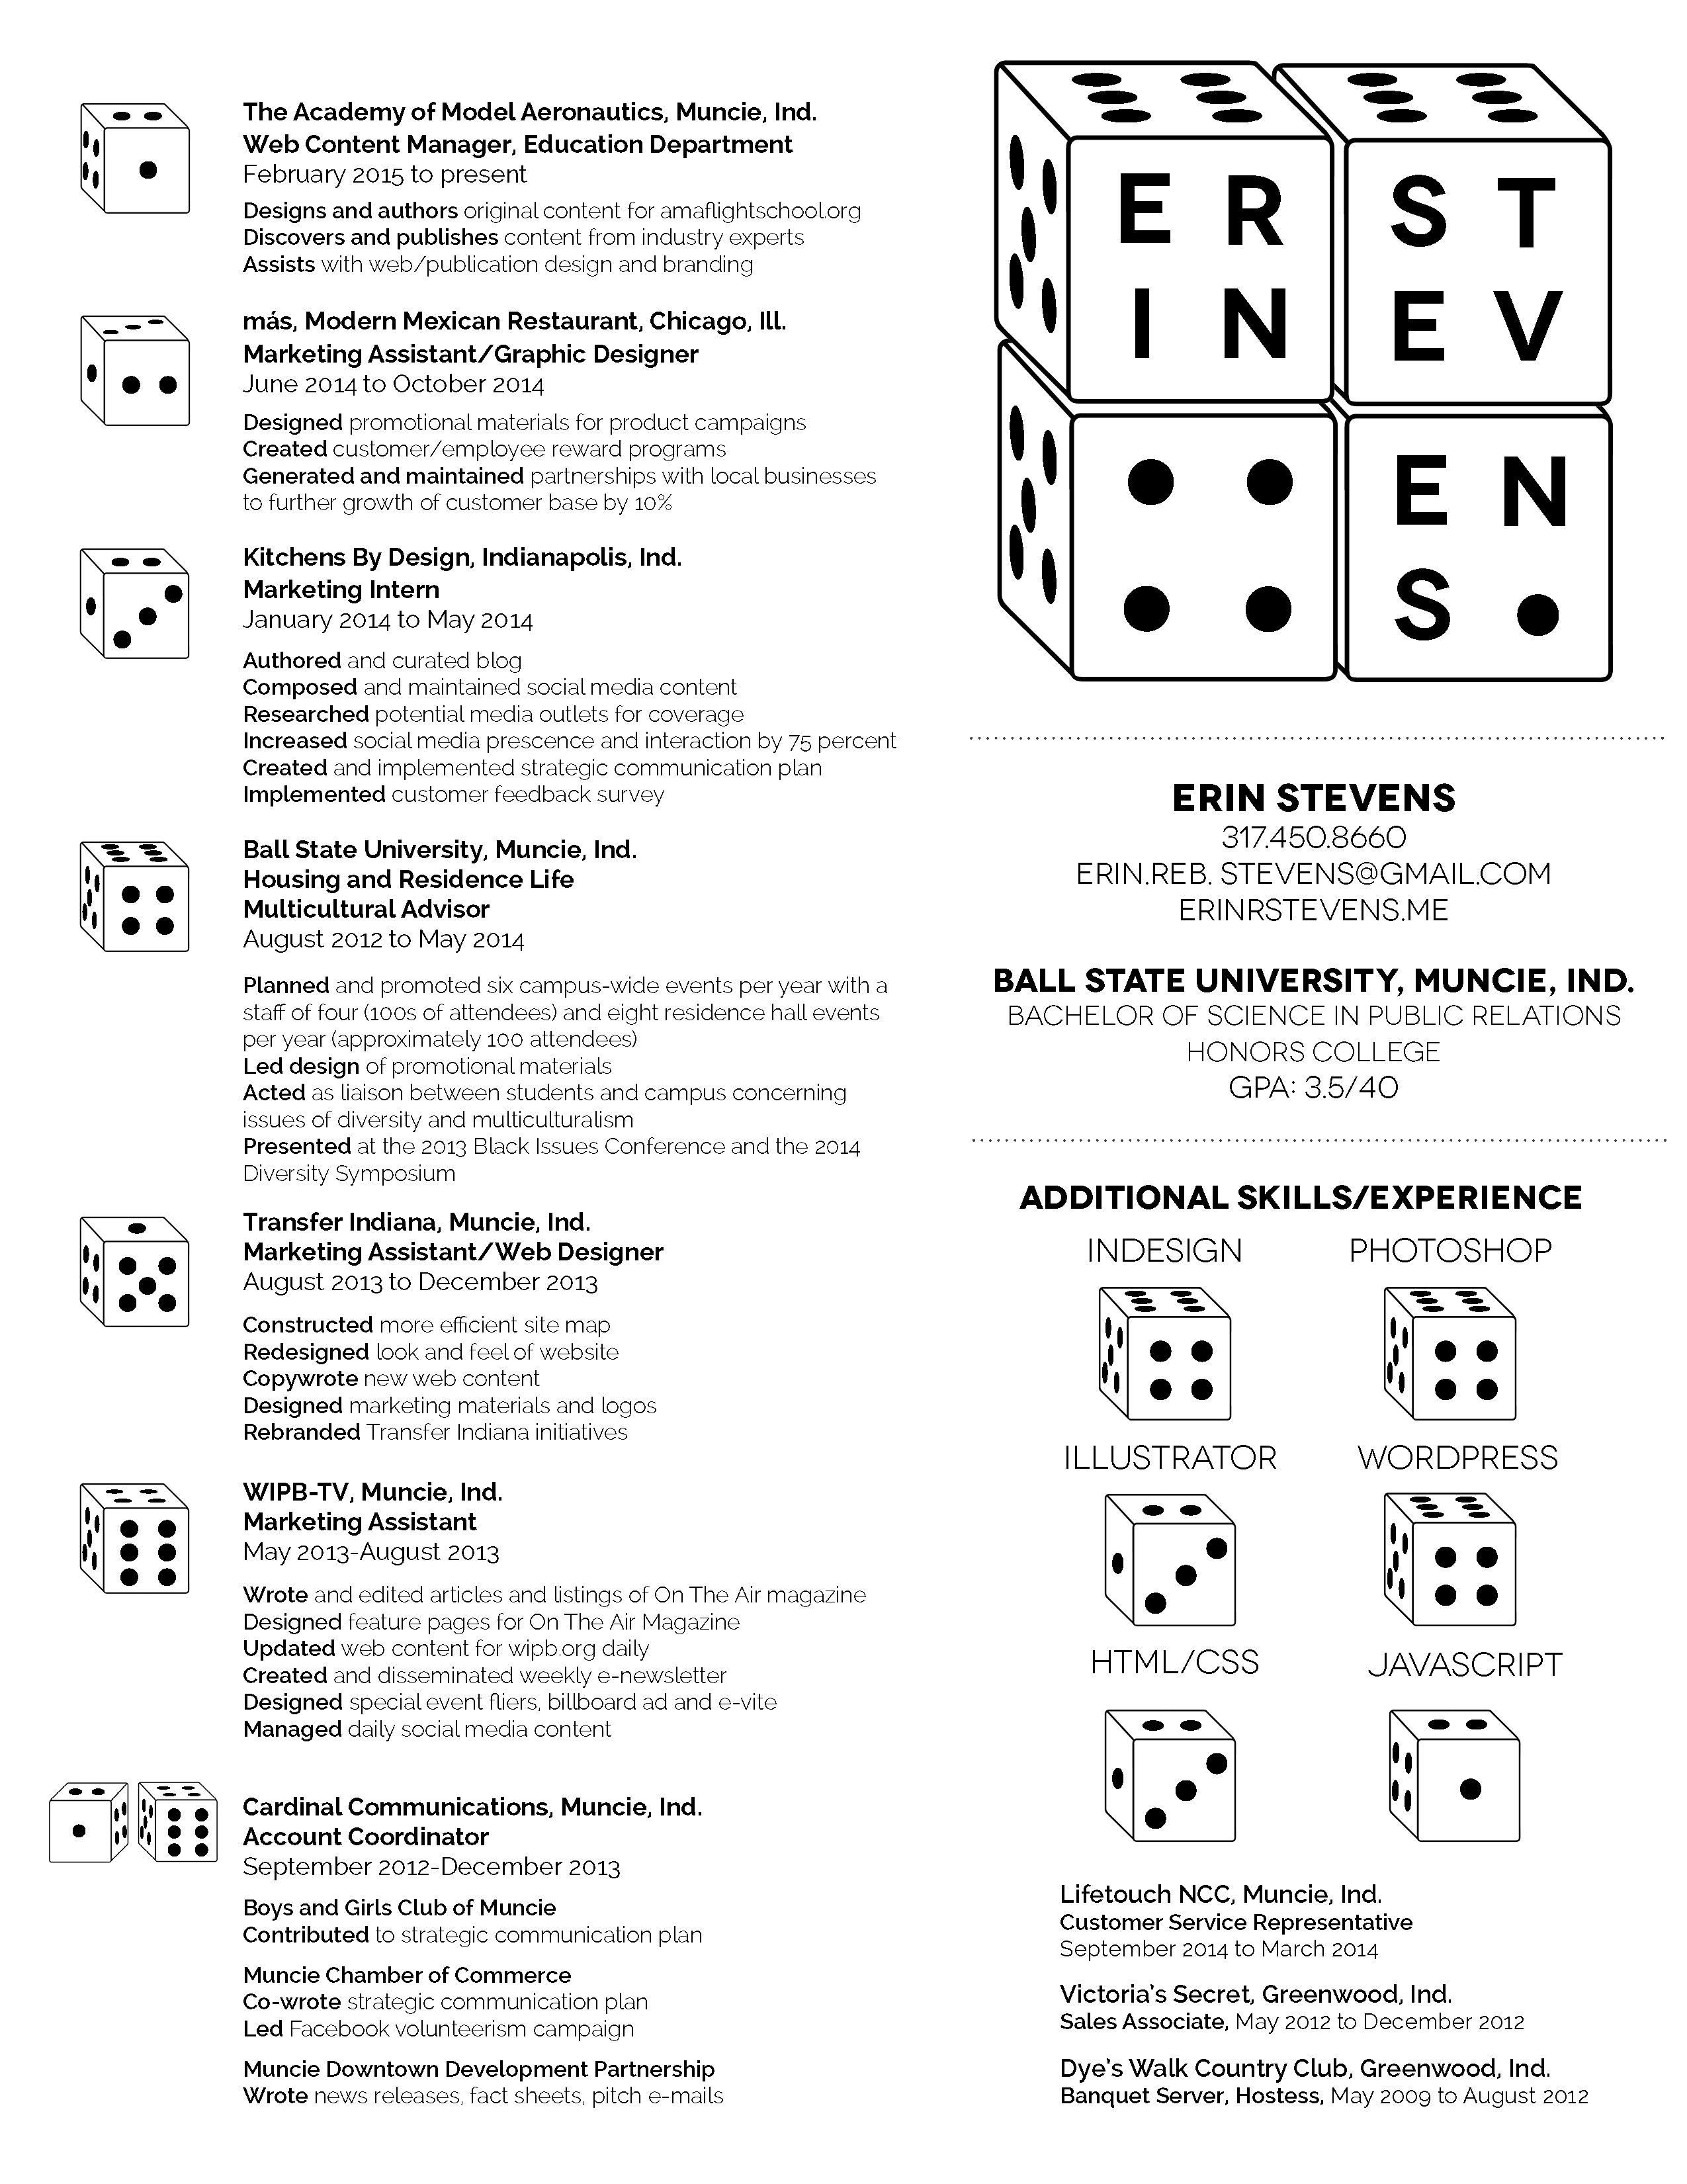 The Academy of Model Aeronautics, Muncie, Ind.
Web Content Manager, Education Department
February 2015 to present
Designs and authors original content for amaflightschool.org
Discovers and publishes content from industry experts
Assists with web/publication design and branding
más, Modern Mexican Restaurant, Chicago, Ill.
Marketing Assistant/Graphic Designer
June 2014 to October 2014
Designed promotional materials for product campaigns
Created customer/employee reward programs
Generated and maintained partnerships with local businesses
to further growth of customer base by 10%
Kitchens By Design, Indianapolis, Ind.
Marketing Intern
January 2014 to May 2014
Authored and curated blog
Composed and maintained social media content
Researched potential media outlets for coverage
Increased social media prescence and interaction by 75 percent
Created and implemented strategic communication plan
Implemented customer feedback survey
Ball State University, Muncie, Ind.
Housing and Residence Life
Multicultural Advisor
August 2012 to May 2014
Planned and promoted six campus-wide events per year with a
staff of four (100s of attendees) and eight residence hall events
per year (approximately 100 attendees)
Led design of promotional materials
Acted as liaison between students and campus concerning
issues of diversity and multiculturalism
Presented at the 2013 Black Issues Conference and the 2014
Diversity Symposium
Transfer Indiana, Muncie, Ind.
Marketing Assistant/Web Designer
August 2013 to December 2013
Constructed more efficient site map
Redesigned look and feel of website
Copywrote new web content
Designed marketing materials and logos
Rebranded Transfer Indiana initiatives
WIPB-TV, Muncie, Ind.
Marketing Assistant
May 2013-August 2013
Wrote and edited articles and listings of On The Air magazine
Designed feature pages for On The Air Magazine
Updated web content for wipb.org daily
Created and disseminated weekly e-newsletter
Designed special event fliers, billboard ad and e-vite
Managed daily social media content
Cardinal Communications, Muncie, Ind.
Account Coordinator
September 2012-December 2013
Boys and Girls Club of Muncie
Contributed to strategic communication plan
Muncie Chamber of Commerce
Co-wrote strategic communication plan
Led Facebook volunteerism campaign
Muncie Downtown Development Partnership
Wrote news releases, fact sheets, pitch e-mails
E R
I N
S T
E V
E N
S
ERIN STEVENS
317.450.8660
ERIN.REB. STEVENS@GMAIL.COM
ERINRSTEVENS.ME
BALL STATE UNIVERSITY, MUNCIE, IND.
BACHELOR OF SCIENCE IN PUBLIC RELATIONS
HONORS COLLEGE
GPA: 3.5/40
ADDITIONAL SKILLS/EXPERIENCE
INDESIGN PHOTOSHOP
ILLUSTRATOR WORDPRESS
HTML/CSS JAVASCRIPT
Lifetouch NCC, Muncie, Ind.
Customer Service Representative
September 2014 to March 2014
Victoria's Secret, Greenwood, Ind.
Sales Associate, May 2012 to December 2012
Dye's Walk Country Club, Greenwood, Ind.
Banquet Server, Hostess, May 2009 to August 2012